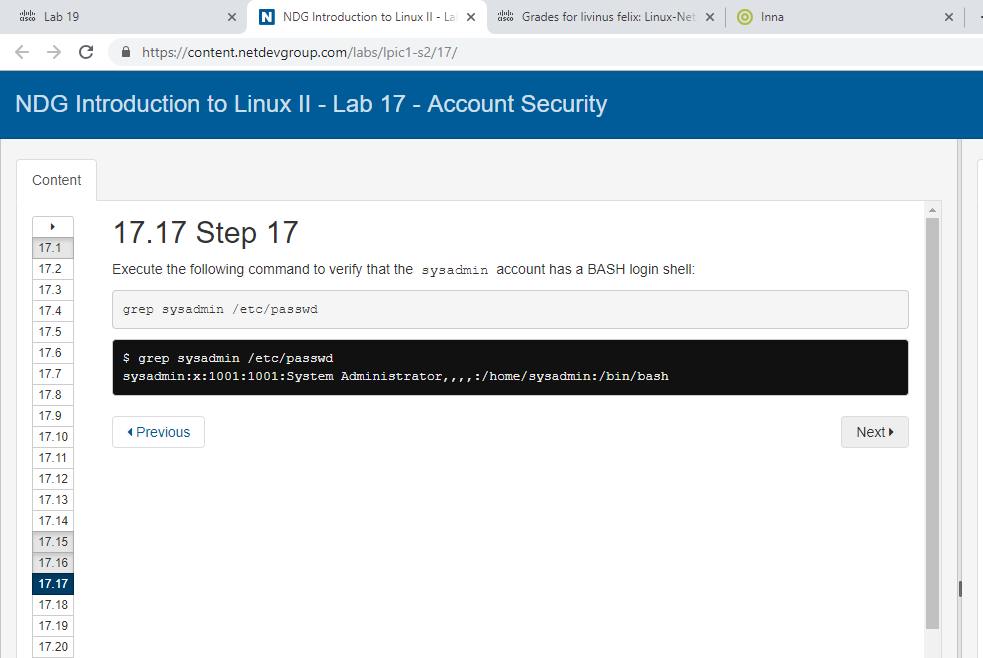 Lab 19
NDG Introduction to Linux II - La
Grades for livinus felix: Linux-Net
Inna
https://content.netdevgroup.com/labs/lpic1-s2/17/
NDG Introduction to Linux II - Lab 17 - Account Security
Content
17.17 Step 17
Execute the following command to verify that the sysadmin account has a BASH login shell:
grep sysadmin /etc/passwd
$ grep sysadmin /etc/passwd
sysadmin:x:1001:1001:System Administrator,,,,:/home/sysadmin:/bin/bash
Previous
Next
17.1
17.2
17.3
17.4
17.5
17.6
17.7
17.8
17.9
17.10
17.11
17.12
17.13
17.14
17.15
17.16
17.17
17.18
17.19
17.20